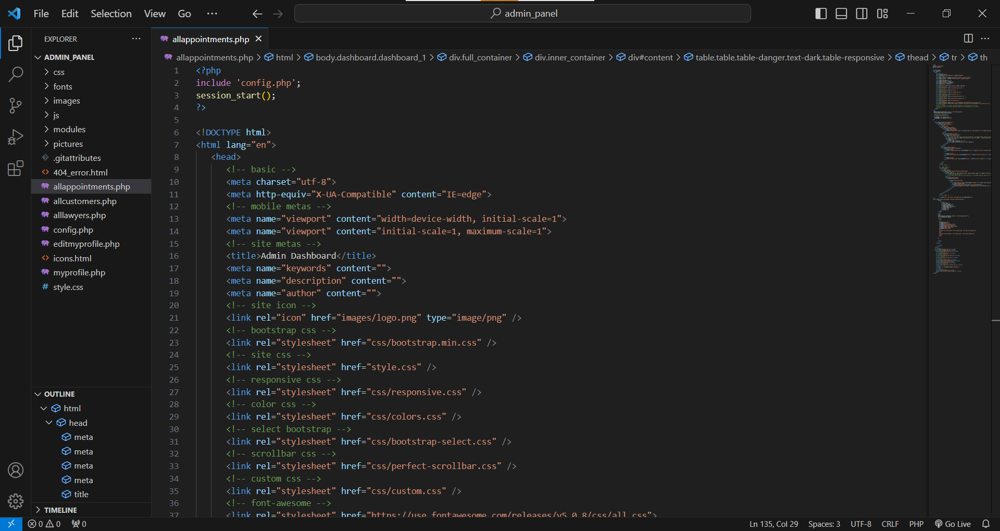 File Edit Selection View Go ··· admin_panel
EXPLORER ···
ADMIN_PANEL
css
fonts
images
js
modules
pictures
.gitattributes
404_error.html
allappointments.php
allcustomers.php
alllawyers.php
config.php
editmyprofile.php
icons.html
myprofile.php
style.css
OUTLINE
html
head
meta
meta
meta
meta
title
TIMELINE
allappointments.php
allappointments.php > html > body.dashboard.dashboard_1 > div.full_container > div.inner_container > div#content > table.table.table-danger.text-dark.table-responsive > thead > tr > th
1 <?php
2 include 'config.php';
3 session_start();
4 ?>
5
6 <!DOCTYPE html>
7 <html lang="en">
8 <head>
9 <!-- basic -->
10 <meta charset="utf-8">
11 <meta http-equiv="X-UA-Compatible" content="IE=edge">
12 <!-- mobile metas -->
13 <meta name="viewport" content="width=device-width, initial-scale=1">
14 <meta name="viewport" content="initial-scale=1, maximum-scale=1">
15 <!-- site metas -->
16 <title>Admin Dashboard</title>
17 <meta name="keywords" content="">
18 <meta name="description" content="">
19 <meta name="author" content="">
20 <!-- site icon -->
21 <link rel="icon" href="images/logo.png" type="image/png" />
22 <!-- bootstrap css -->
23 <link rel="stylesheet" href="css/bootstrap.min.css" />
24 <!-- site css -->
25 <link rel="stylesheet" href="style.css" />
26 <!-- responsive css -->
27 <link rel="stylesheet" href="css/responsive.css" />
28 <!-- color css -->
29 <link rel="stylesheet" href="css/colors.css" />
30 <!-- select bootstrap -->
31 <link rel="stylesheet" href="css/bootstrap-select.css" />
32 <!-- scrollbar css -->
33 <link rel="stylesheet" href="css/perfect-scrollbar.css" />
34 <!-- custom css -->
35 <link rel="stylesheet" href="css/custom.css" />
36 <!-- font-awesome -->
37 <link rel="stylesheet" href="https://use.fontawesome.com/releases/v5.0.8/css/all.css">
0 0 0 Ln 135, Col 29 Spaces: 3 UTF-8 CRLF PHP Go Live